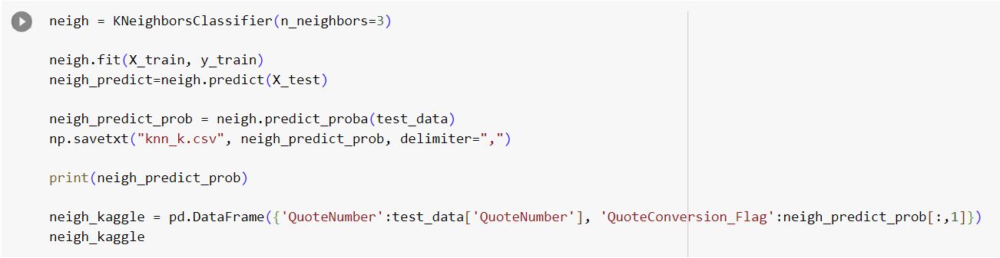 neigh = KNeighborsClassifier(n_neighbors=3)
neigh.fit(X_train, y_train)
neigh_predict=neigh.predict(X_test)
neigh_predict_prob = neigh.predict_proba(test_data)
np.savetxt("knn_k.csv", neigh_predict_prob, delimiter=",")
print(neigh_predict_prob)
neigh_kaggle = pd.DataFrame({'QuoteNumber':test_data['QuoteNumber'], 'QuoteConversion_Flag':neigh_predict_prob[:,1]})
neigh_kaggle